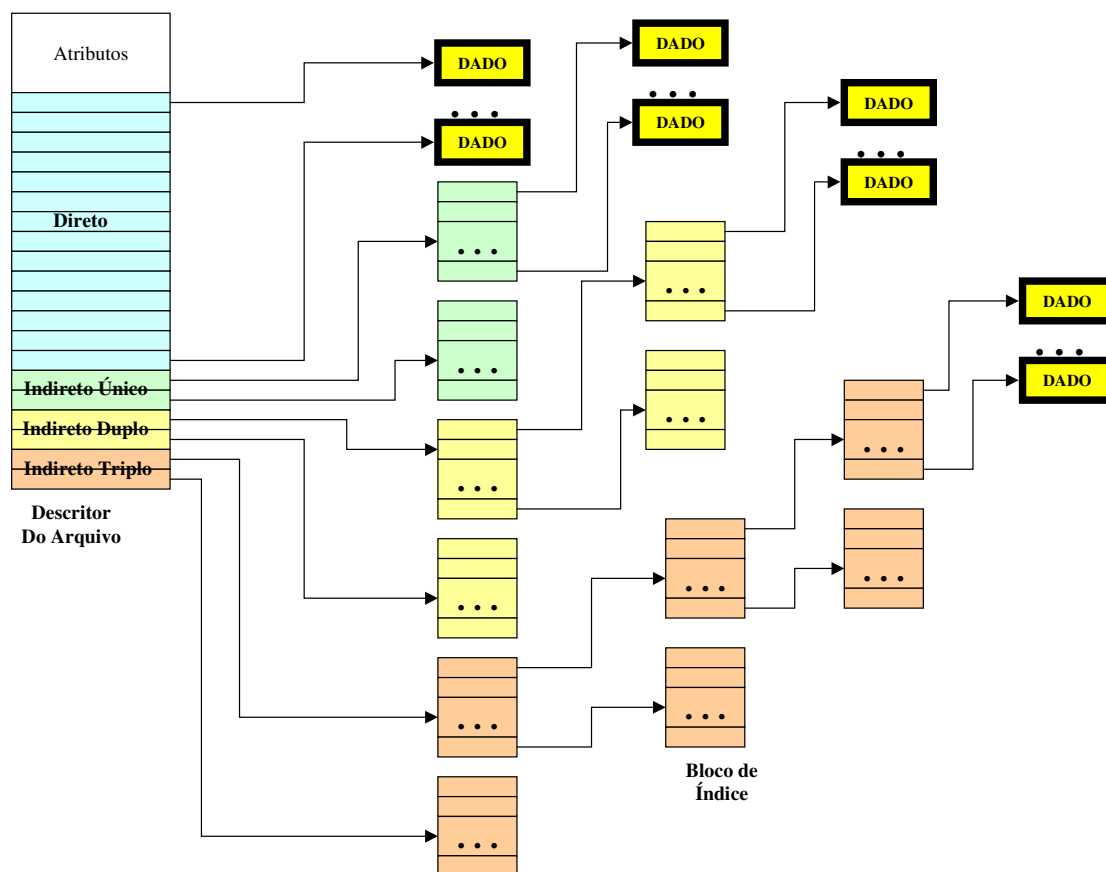 Atributos
DADO
DADO
DADO
• • •
DADO
• • •
DADO
DADO
• • •
DADO
Direto
• • •
• • •
DADO
• • •
DADO
Indireto Único
• • •
• • •
Indireto Duplo
Indireto Triplo
• • •
• • •
Descritor
Do Arquivo
• • •
• • •
• • •
• • •
• • •
Bloco de
Índice
• • •